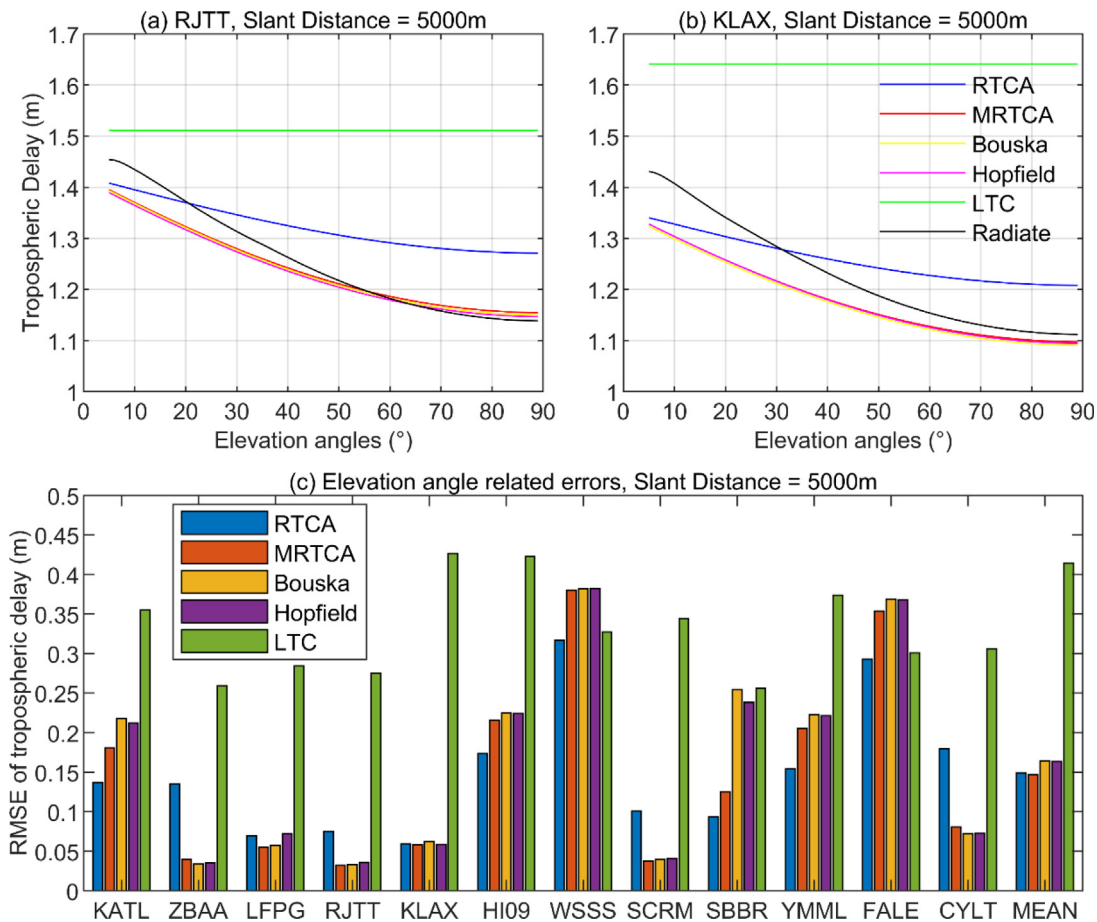 (a) RJTT, Slant Distance = 5000m
(b) KLAX, Slant Distance = 5000m
Tropospheric Delay (m)
1.7
1.6
1.5
1.4
1.3
1.2
1.1
1
0 10 20 30 40 50 60 70 80 90
Elevation angles (°)
1.7
1.6
1.5
1.4
1.3
1.2
1.1
1
0 10 20 30 40 50 60 70 80 90
Elevation angles (°)
RTCA
MRTCA
Bouska
Hopfield
LTC
Radiate
(c) Elevation angle related errors, Slant Distance = 5000m
RMSE of tropospheric delay (m)
0.5
0.45
0.4
0.35
0.3
0.25
0.2
0.15
0.1
0.05
0
RTCA
MRTCA
Bouska
Hopfield
LTC
KATL ZBAA LFPG RJTT KLAX HI09 WSSS SCRM SBBR YMML FALE CYLT MEAN